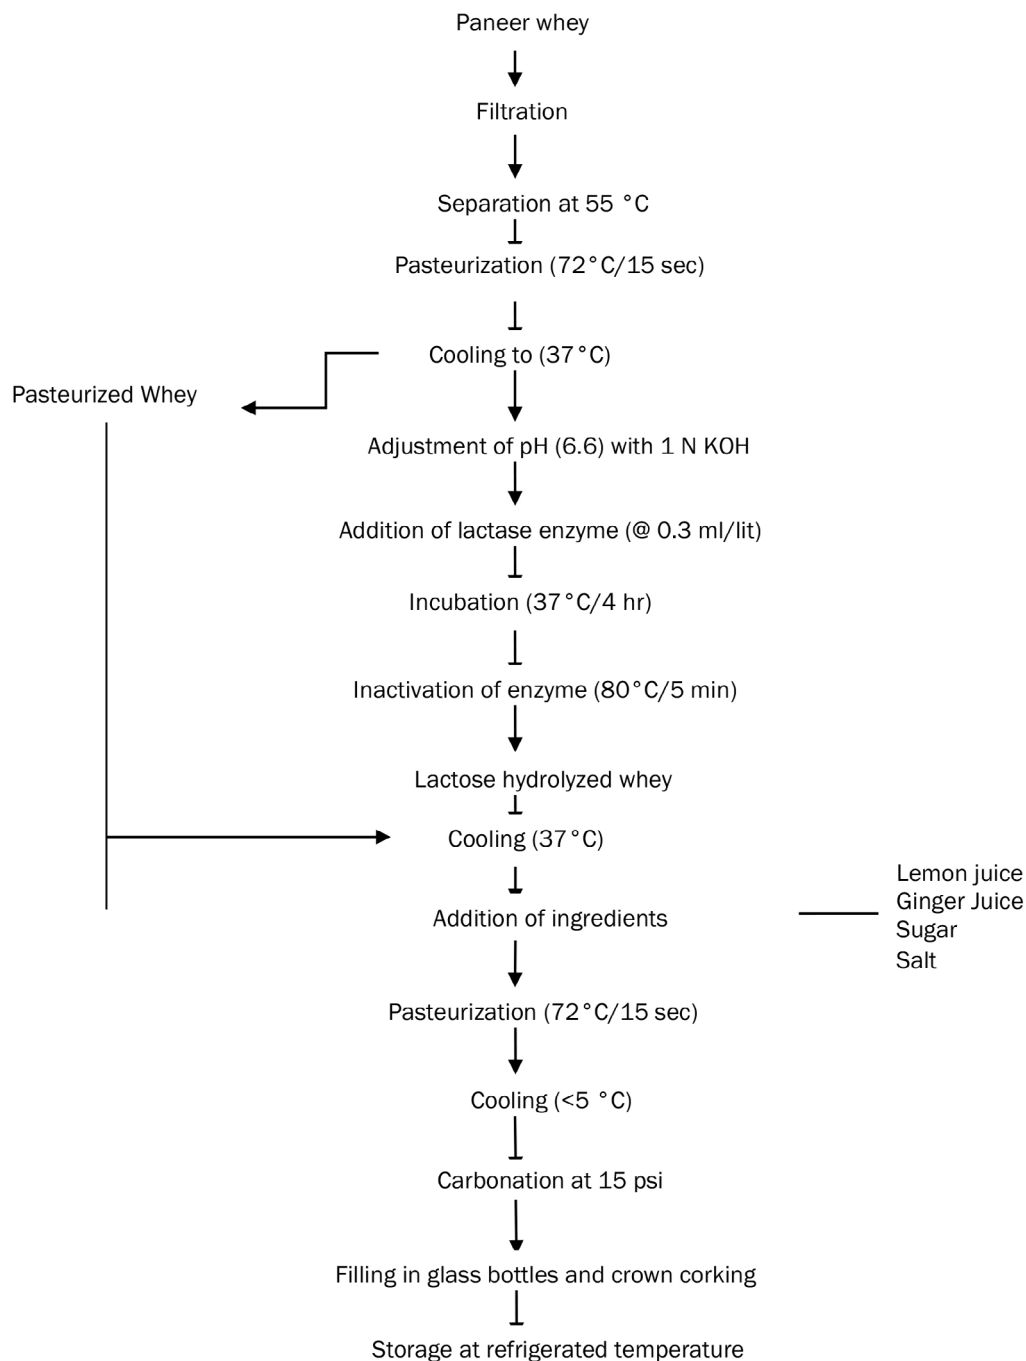 Paneer whey
Filtration
Separation at 55 °C
Pasteurization (72°C/15 sec)
Cooling to (37°C)
Pasteurized Whey
Adjustment of pH (6.6) with 1 N KOH
Addition of lactase enzyme (@ 0.3 ml/lit)
Incubation (37°C/4 hr)
Inactivation of enzyme (80°C/5 min)
Lactose hydrolyzed whey
Cooling (37°C)
Addition of ingredients
Lemon juice
Ginger Juice
Sugar
Salt
Pasteurization (72°C/15 sec)
Cooling (<5 °C)
Carbonation at 15 psi
Filling in glass bottles and crown corking
Storage at refrigerated temperature